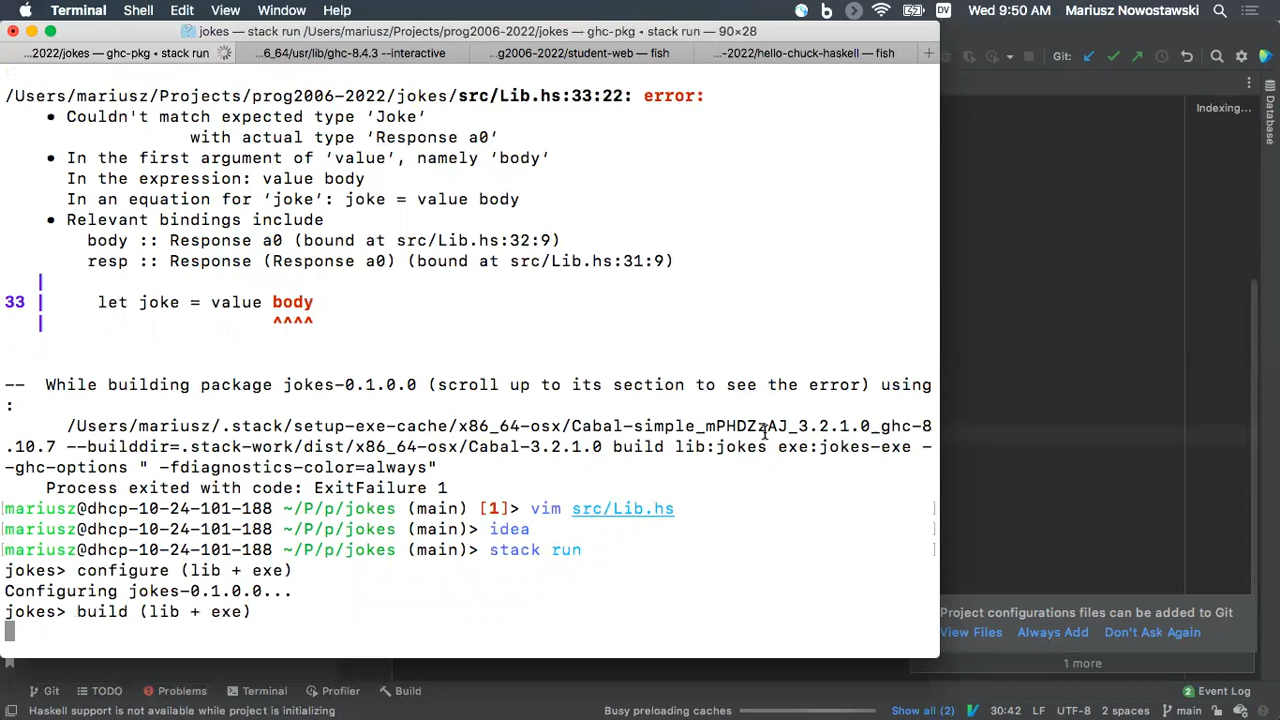 Terminal Shell Edit View Window Help DV Wed 9:50 AM Mariusz Nowostawski
jokes — stack run /Users/mariusz/Projects/prog2006-2022/jokes — ghc-pkg • stack run — 90×28
...2022/jokes — ghc-pkg • stack run ...6_64/usr/lib/ghc-8.4.3 --interactive ...g2006-2022/student-web — fish ...-2022/hello-chuck-haskell — fish +
Git:
/Users/mariusz/Projects/prog2006-2022/jokes/src/Lib.hs:33:22: error:
• Couldn't match expected type ‘Joke’
with actual type ‘Response a0’
• In the first argument of ‘value’, namely ‘body’
In the expression: value body
In an equation for ‘joke’: joke = value body
• Relevant bindings include
body :: Response a0 (bound at src/Lib.hs:32:9)
resp :: Response (Response a0) (bound at src/Lib.hs:31:9)
|
33 | let joke = value body
| ^^^^
-- While building package jokes-0.1.0.0 (scroll up to its section to see the error) using
:
/Users/mariusz/.stack/setup-exe-cache/x86_64-osx/Cabal-simple_mPHDZzAJ_3.2.1.0_ghc-8
.10.7 --builddir=.stack-work/dist/x86_64-osx/Cabal-3.2.1.0 build lib:jokes exe:jokes-exe -
-ghc-options " -fdiagnostics-color=always"
Process exited with code: ExitFailure 1
[mariusz@dhcp-10-24-101-188 ~/P/p/jokes (main) [1]> vim src/Lib.hs ]
[mariusz@dhcp-10-24-101-188 ~/P/p/jokes (main)> idea ]
[mariusz@dhcp-10-24-101-188 ~/P/p/jokes (main)> stack run ]
jokes> configure (lib + exe)
Configuring jokes-0.1.0.0...
jokes> build (lib + exe)
Indexing...
Database
Project configurations files can be added to Git
View Files Always Add Don't Ask Again
1 more
Git TODO Problems Terminal Profiler Build 2 Event Log
Haskell support is not available while project is initializing Busy preloading caches Show all (2) 30:42 LF UTF-8 2 spaces main